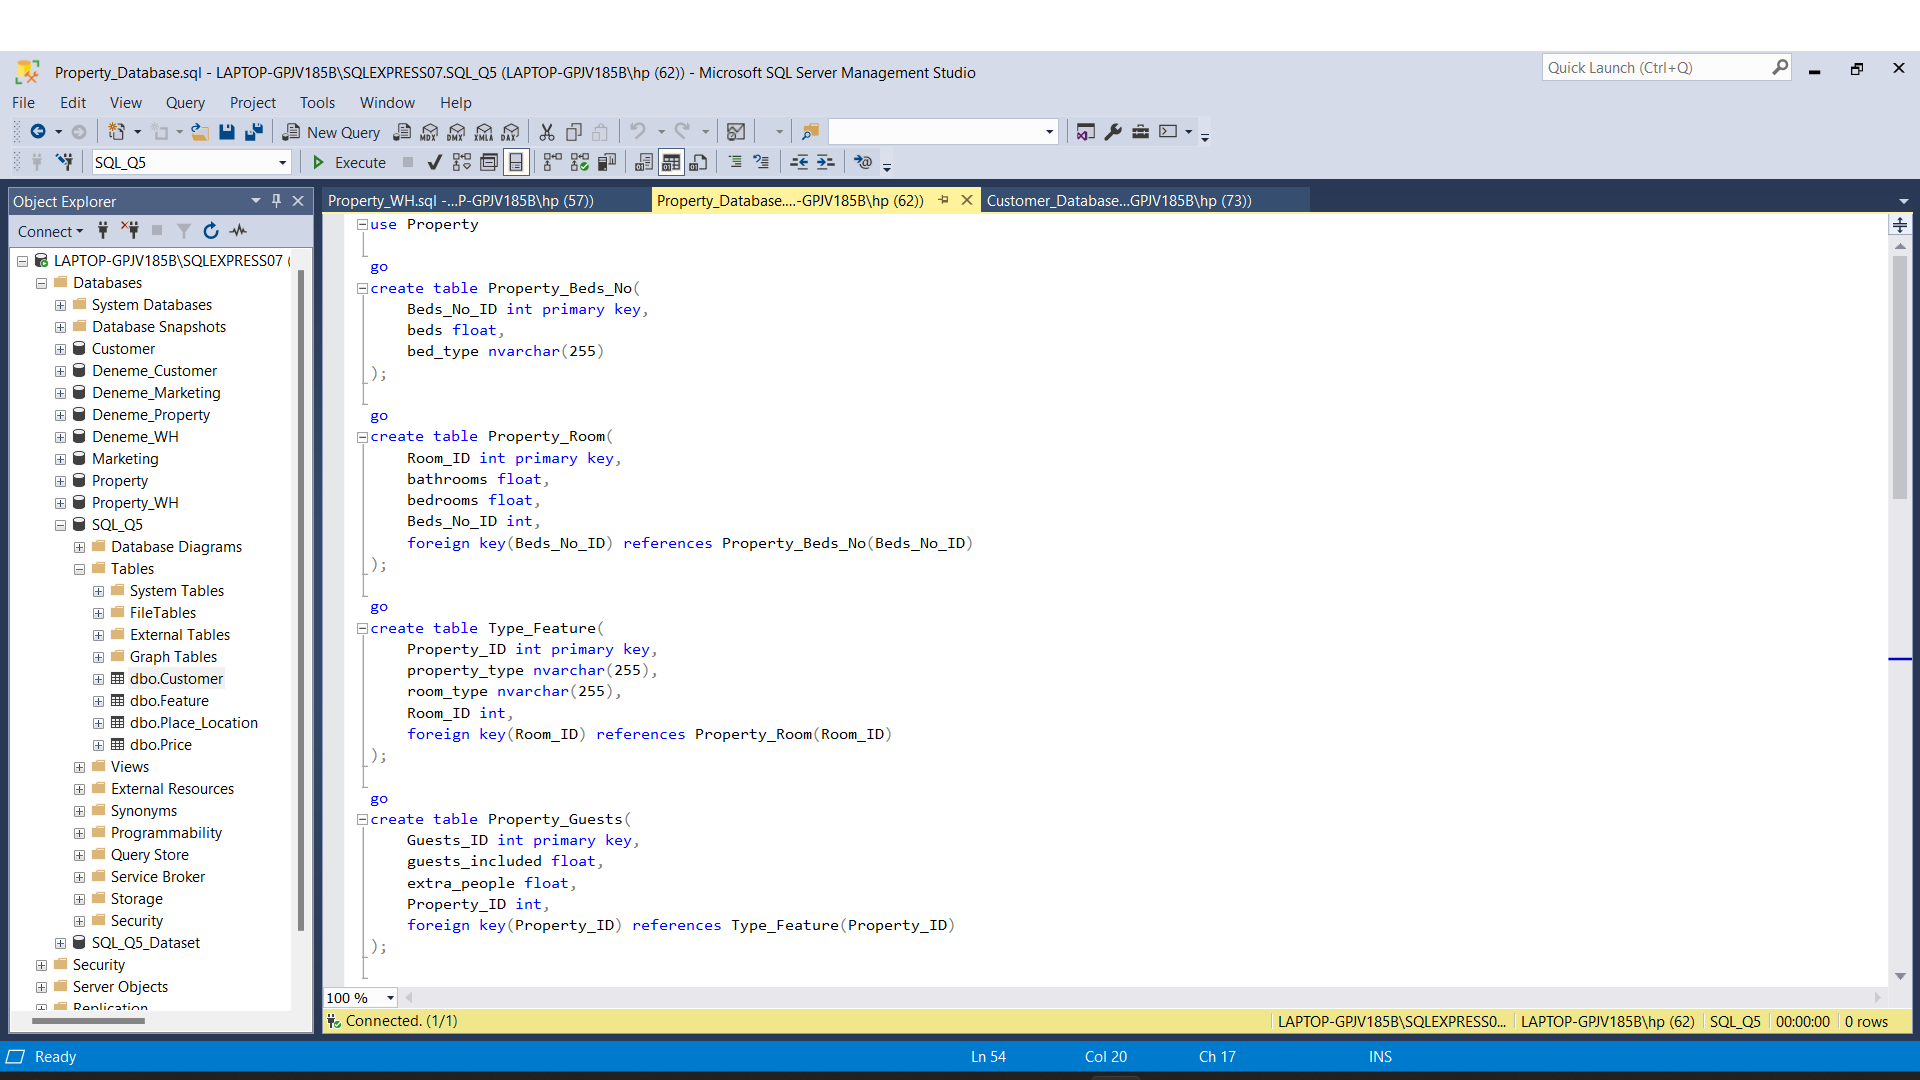 Property_Database.sql - LAPTOP-GPJV185B\SQLEXPRESS07.SQL_Q5 (LAPTOP-GPJV185B\hp (62)) - Microsoft SQL Server Management Studio
Quick Launch (Ctrl+Q)
File Edit View Query Project Tools Window Help
New Query MDX DMX XMLA DAX
SQL_Q5 Execute
Object Explorer
Connect
LAPTOP-GPJV185B\SQLEXPRESS07 (
Databases
System Databases
Database Snapshots
Customer
Deneme_Customer
Deneme_Marketing
Deneme_Property
Deneme_WH
Marketing
Property
Property_WH
SQL_Q5
Database Diagrams
Tables
System Tables
FileTables
External Tables
Graph Tables
dbo.Customer
dbo.Feature
dbo.Place_Location
dbo.Price
Views
External Resources
Synonyms
Programmability
Query Store
Service Broker
Storage
Security
SQL_Q5_Dataset
Security
Server Objects
Replication
Property_WH.sql -...P-GPJV185B\hp (57)) Property_Database....-GPJV185B\hp (62)) Customer_Database...GPJV185B\hp (73))
use Property
go
create table Property_Beds_No(
Beds_No_ID int primary key,
beds float,
bed_type nvarchar(255)
);
go
create table Property_Room(
Room_ID int primary key,
bathrooms float,
bedrooms float,
Beds_No_ID int,
foreign key(Beds_No_ID) references Property_Beds_No(Beds_No_ID)
);
go
create table Type_Feature(
Property_ID int primary key,
property_type nvarchar(255),
room_type nvarchar(255),
Room_ID int,
foreign key(Room_ID) references Property_Room(Room_ID)
);
go
create table Property_Guests(
Guests_ID int primary key,
guests_included float,
extra_people float,
Property_ID int,
foreign key(Property_ID) references Type_Feature(Property_ID)
);
100 %
Connected. (1/1) LAPTOP-GPJV185B\SQLEXPRESS0... LAPTOP-GPJV185B\hp (62) SQL_Q5 00:00:00 0 rows
Ready Ln 54 Col 20 Ch 17 INS